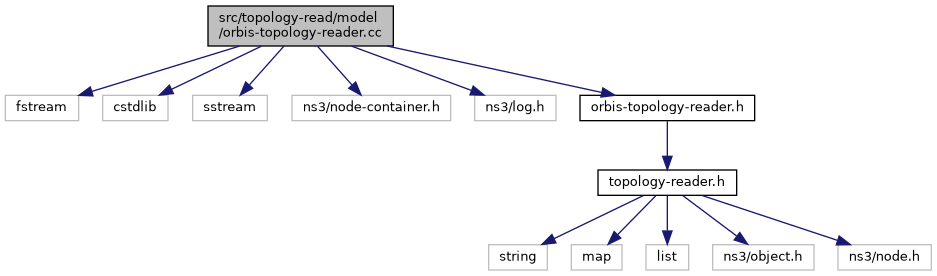 src/topology-read/model
/orbis-topology-reader.cc
fstream
cstdlib
sstream
ns3/node-container.h
ns3/log.h
orbis-topology-reader.h
topology-reader.h
string
map
list
ns3/object.h
ns3/node.h